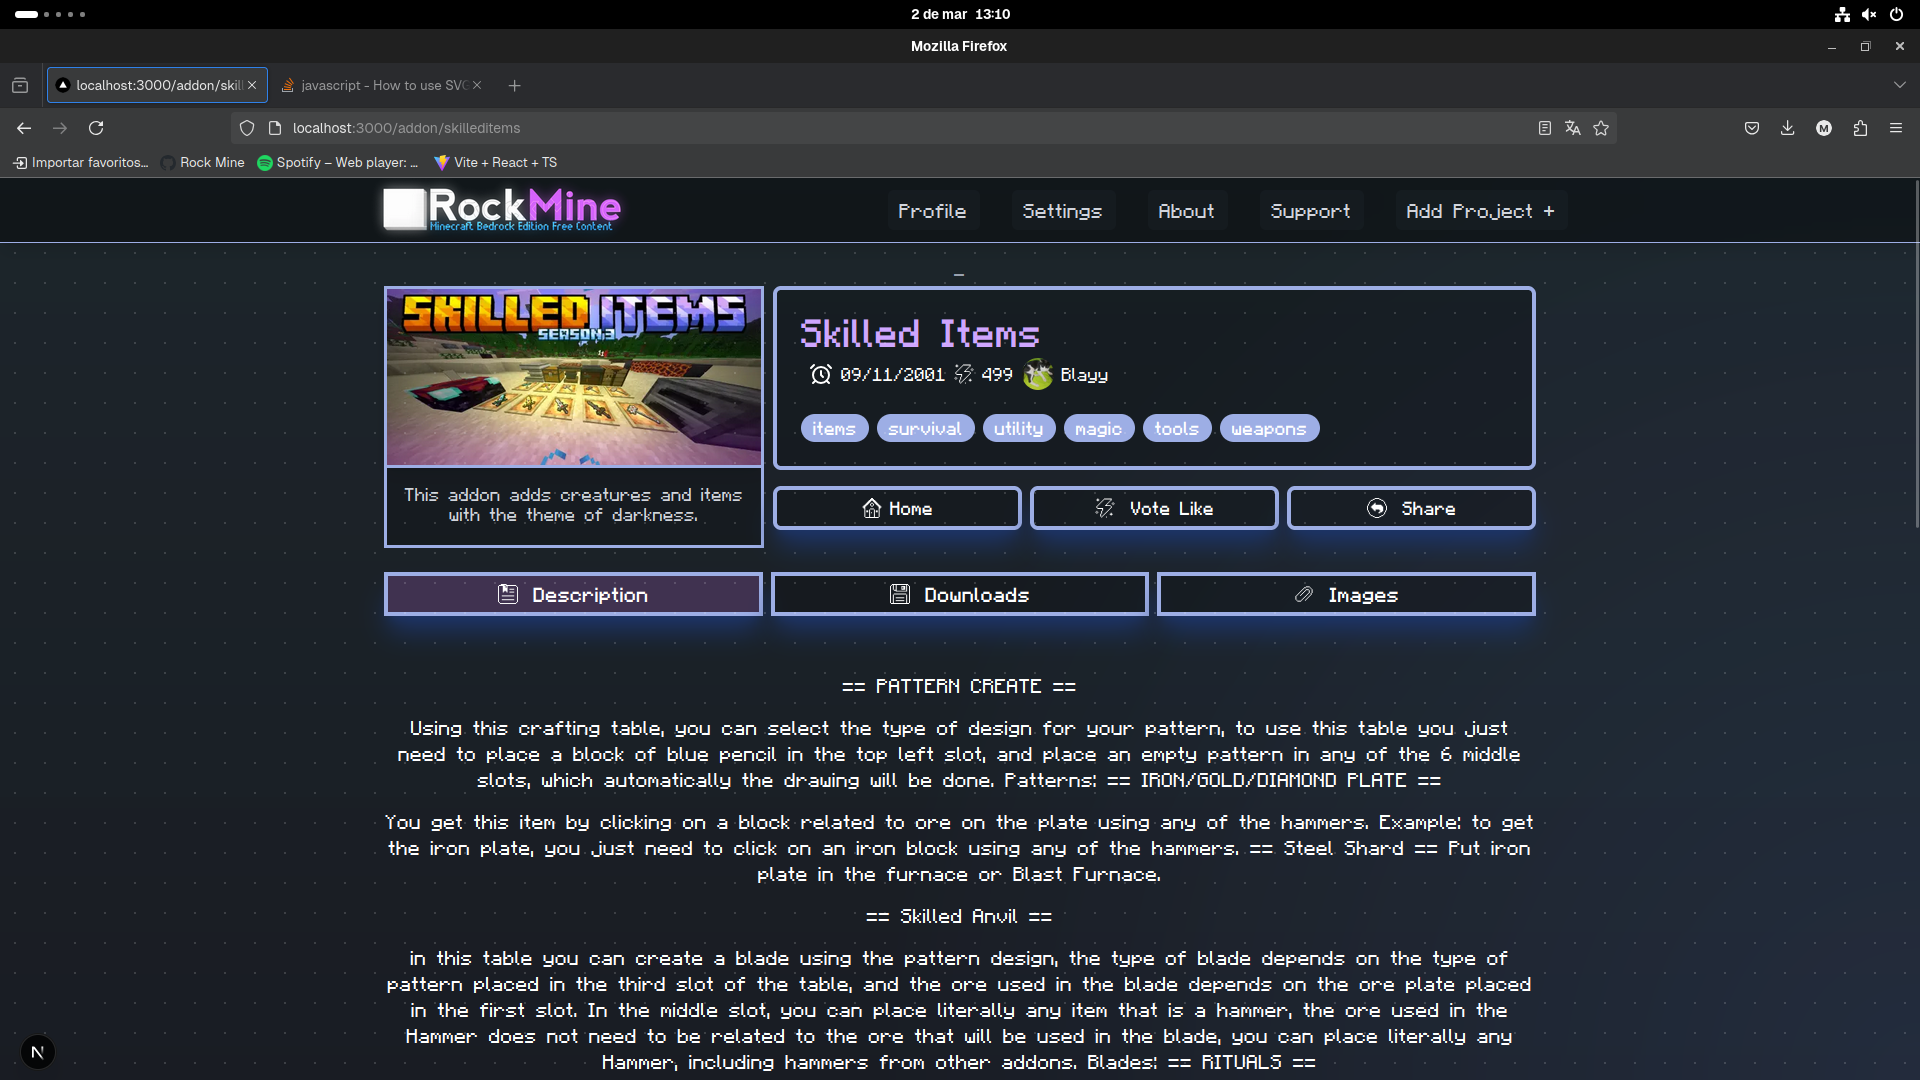 2 de mar 13:10
Mozilla Firefox
localhost:3000/addon/skil
javascript - How to use SVG
localhost:3000/addon/skilleditems
Importar favoritos...
Rock Mine
Spotify – Web player: ...
Vite + React + TS
RockMine
Minecraft Bedrock Edition Free Content
Profile
Settings
About
Support
Add Project +
_
SKILLED ITEMS
SEASON 3
This addon adds creatures and items
with the theme of darkness.
Skilled Items
09/11/2001
499
Blayy
items
survival
utility
magic
tools
weapons
Home
Vote Like
Share
Description
Downloads
Images
== PATTERN CREATE ==
Using this crafting table, you can select the type of design for your pattern, to use this table you just
need to place a block of blue pencil in the top left slot, and place an empty pattern in any of the 6 middle
slots, which automatically the drawing will be done. Patterns: == IRON/GOLD/DIAMOND PLATE ==
You get this item by clicking on a block related to ore on the plate using any of the hammers. Example: to get
the iron plate, you just need to click on an iron block using any of the hammers. == Steel Shard == Put iron
plate in the furnace or Blast Furnace.
== Skilled Anvil ==
in this table you can create a blade using the pattern design, the type of blade depends on the type of
pattern placed in the third slot of the table, and the ore used in the blade depends on the ore plate placed
in the first slot. In the middle slot, you can place literally any item that is a hammer, the ore used in the
Hammer does not need to be related to the ore that will be used in the blade, you can place literally any
Hammer, including hammers from other addons. Blades: == RITUALS ==
M
N